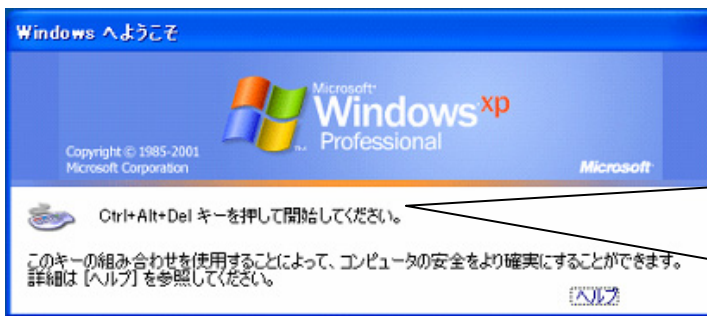 Windows へようこそ
Microsoft
Windows xp
Professional
Copyright © 1985-2001
Microsoft Corporation
Microsoft
Ctrl+Alt+Del キーを押して開始してください。
このキーの組み合わせを使用することによって、コンピュータの安全をより確実にすることができます。
詳細は [ヘルプ] を参照してください。
ヘルプ